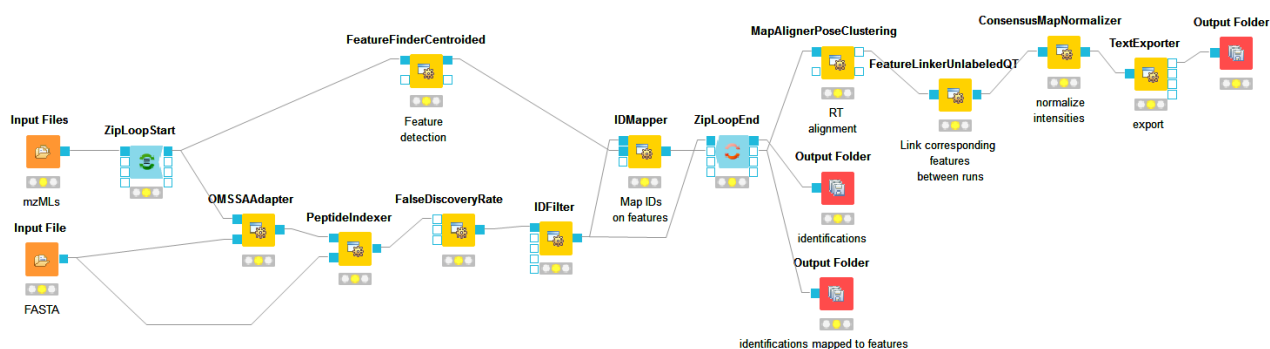 Input Files
mzMLs
Input File
FASTA
ZipLoopStart
OMSSAAdapter
PeptideIndexer
FeatureFinderCentroided
Feature
detection
FalseDiscoveryRate
IDFilter
IDMapper
Map IDs
on features
ZipLoopEnd
MapAlignerPoseClustering
RT
alignment
Output Folder
identifications
Output Folder
identifications mapped to features
FeatureLinkerUnlabeledQT
Link corresponding
features
between runs
ConsensusMapNormalizer
normalize
intensities
TextExporter
export
Output Folder